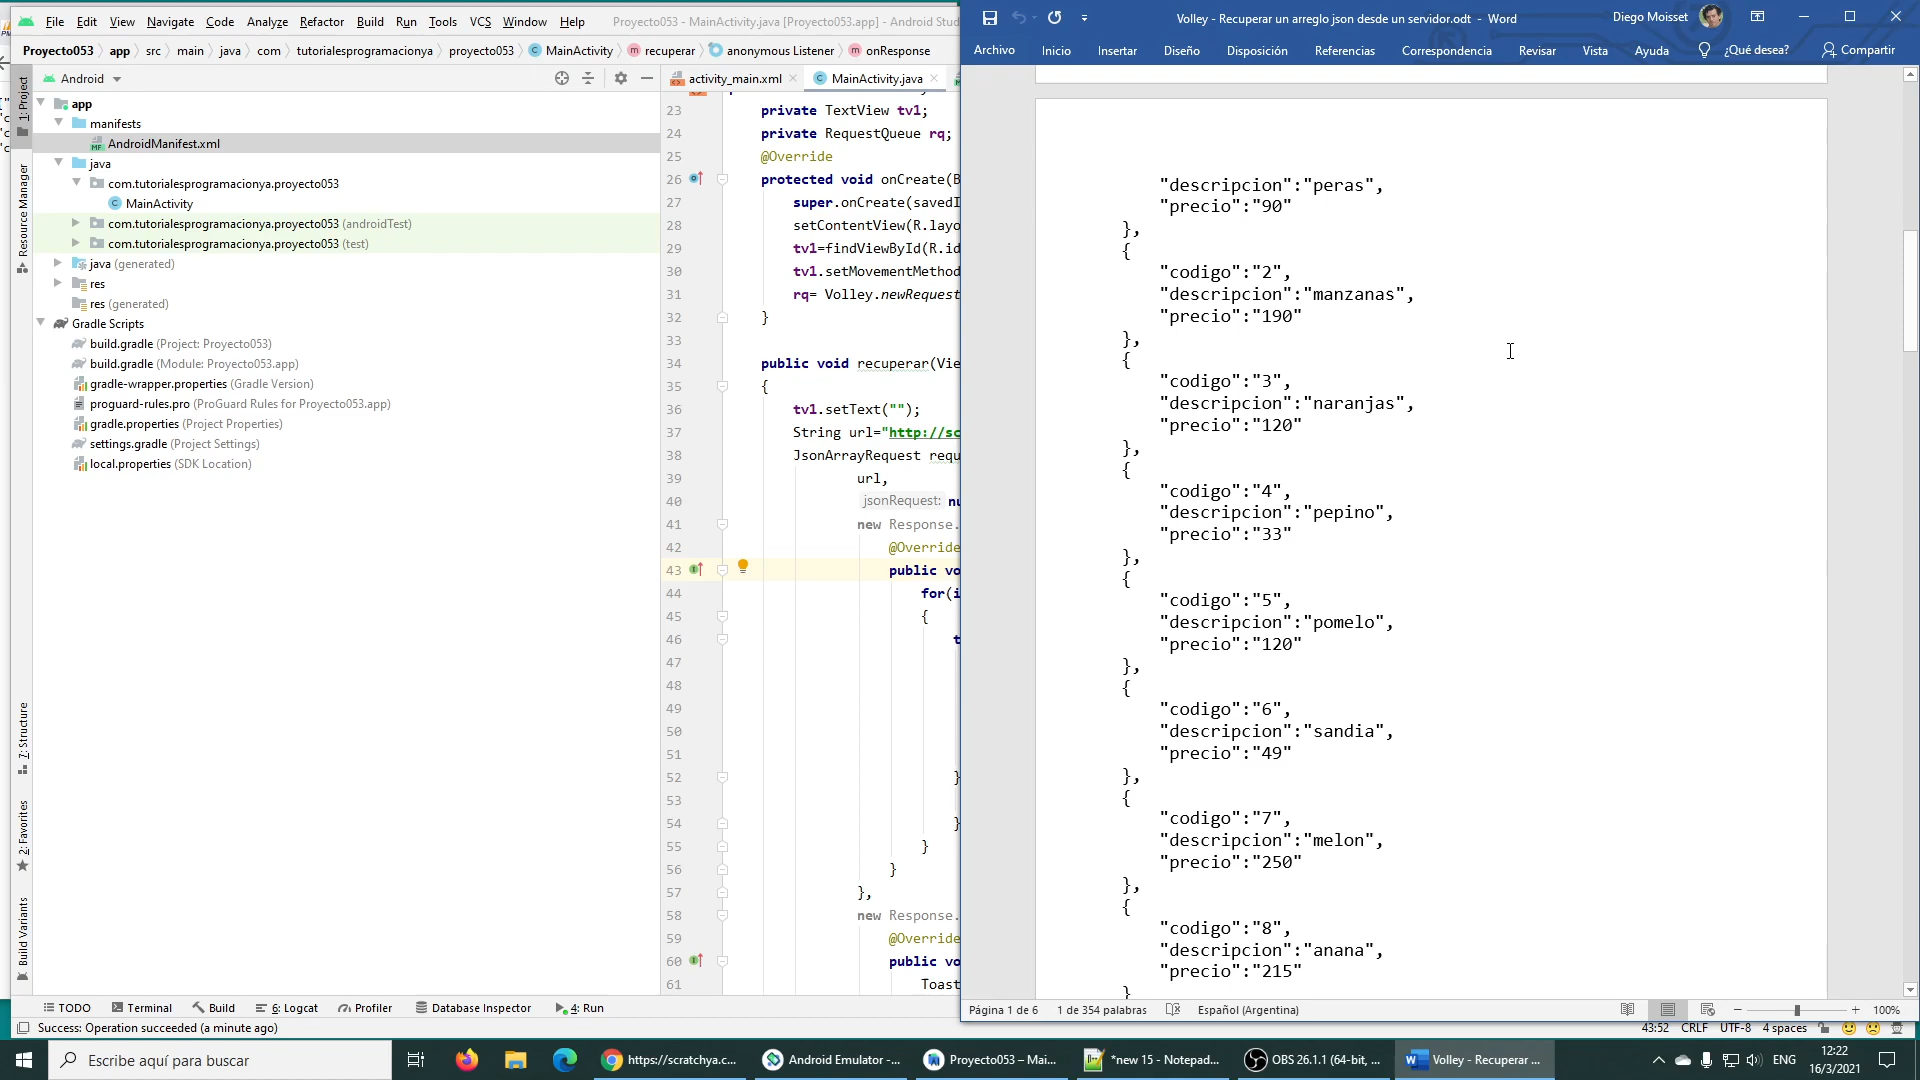 File Edit View Navigate Code Analyze Refactor Build Run Tools VCS Window Help Proyecto053 - MainActivity.java [Proyecto053.app] - Android Stud
Proyecto053 app src main java com tutorialesprogramacionya proyecto053 MainActivity recuperar anonymous Listener onResponse
Android
activity_main.xml
MainActivity.java
1: Project
Resource Manager
7: Structure
2: Favorites
Build Variants
app
manifests
AndroidManifest.xml
java
com.tutorialesprogramacionya.proyecto053
MainActivity
com.tutorialesprogramacionya.proyecto053 (androidTest)
com.tutorialesprogramacionya.proyecto053 (test)
java (generated)
res
res (generated)
Gradle Scripts
build.gradle (Project: Proyecto053)
build.gradle (Module: Proyecto053.app)
gradle-wrapper.properties (Gradle Version)
proguard-rules.pro (ProGuard Rules for Proyecto053.app)
gradle.properties (Project Properties)
settings.gradle (Project Settings)
local.properties (SDK Location)
23 private TextView tv1;
24 private RequestQueue rq;
25 @Override
26 protected void onCreate(B
27 super.onCreate(savedI
28 setContentView(R.layo
29 tv1=findViewById(R.id
30 tv1.setMovementMethod
31 rq= Volley.newRequest
32 }
33
34 public void recuperar(Vie
35 {
36 tv1.setText("");
37 String url="http://sc
38 JsonArrayRequest requ
39 url,
40 jsonRequest: nu
41 new Response.
42 @Override
43 public vo
44 for(i
45 {
46 t
47
48
49
50
51
52 }
53
54 }
55 }
56 }
57 },
58 new Response.
59 @Override
60 public vo
61 Toast
TODO Terminal Build 6: Logcat Profiler Database Inspector 4: Run
Success: Operation succeeded (a minute ago)
43:52 CRLF UTF-8 4 spaces
Volley - Recuperar un arreglo json desde un servidor.odt - Word
Diego Moisset
Archivo Inicio Insertar Diseño Disposición Referencias Correspondencia Revisar Vista Ayuda ¿Qué desea? Compartir
"descripcion":"peras",
"precio":"90"
},
{
"codigo":"2",
"descripcion":"manzanas",
"precio":"190"
},
{
"codigo":"3",
"descripcion":"naranjas",
"precio":"120"
},
{
"codigo":"4",
"descripcion":"pepino",
"precio":"33"
},
{
"codigo":"5",
"descripcion":"pomelo",
"precio":"120"
},
{
"codigo":"6",
"descripcion":"sandia",
"precio":"49"
},
{
"codigo":"7",
"descripcion":"melon",
"precio":"250"
},
{
"codigo":"8",
"descripcion":"anana",
"precio":"215"
}
Página 1 de 6 1 de 354 palabras Español (Argentina) 100%
Escribe aquí para buscar
https://scratchya.c...
Android Emulator -...
Proyecto053 – Mai...
*new 15 - Notepad...
OBS 26.1.1 (64-bit, ...
Volley - Recuperar ...
ENG
12:22
16/3/2021